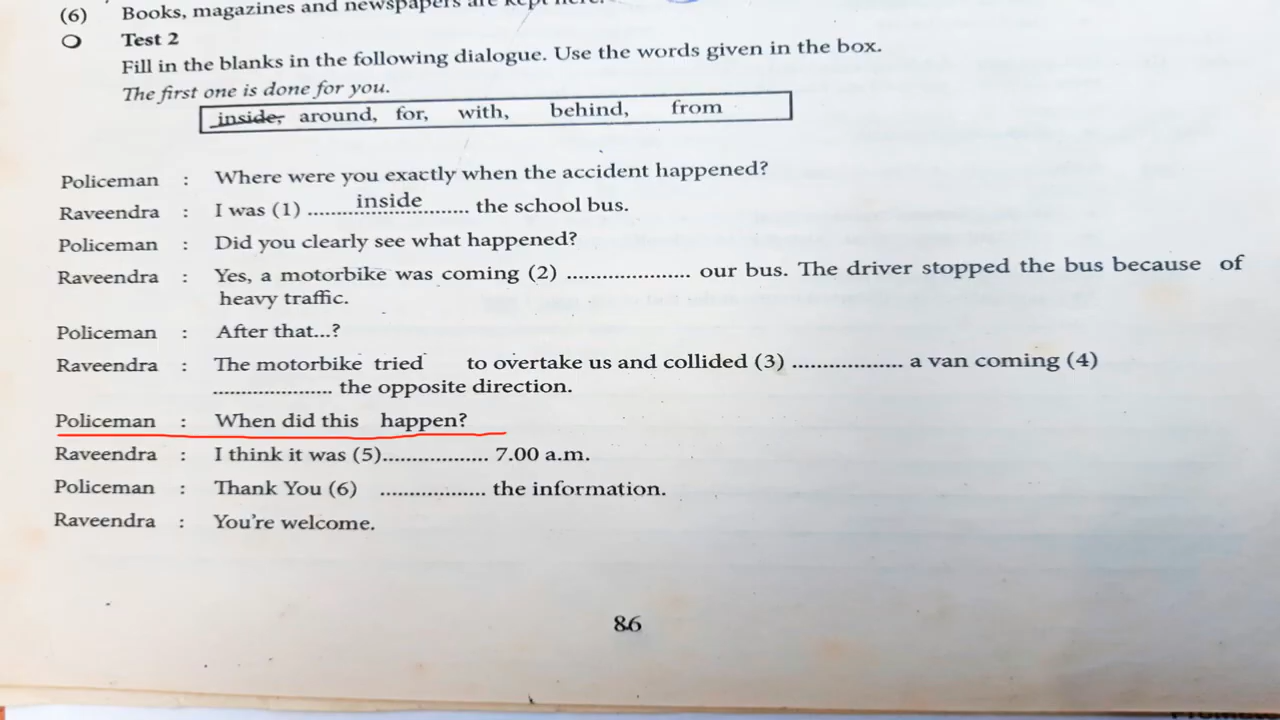 (6) Books, magazines and newspapers are kept here.
Test 2
Fill in the blanks in the following dialogue. Use the words given in the box.
The first one is done for you.
inside, around, for, with, behind, from
Policeman : Where were you exactly when the accident happened?
Raveendra : I was (1) ........inside........ the school bus.
Policeman : Did you clearly see what happened?
Raveendra : Yes, a motorbike was coming (2) ..................... our bus. The driver stopped the bus because of
heavy traffic.
Policeman : After that...?
Raveendra : The motorbike tried to overtake us and collided (3) ................... a van coming (4)
..................... the opposite direction.
Policeman : When did this happen?
Raveendra : I think it was (5).................. 7.00 a.m.
Policeman : Thank You (6) .................. the information.
Raveendra : You're welcome.
86